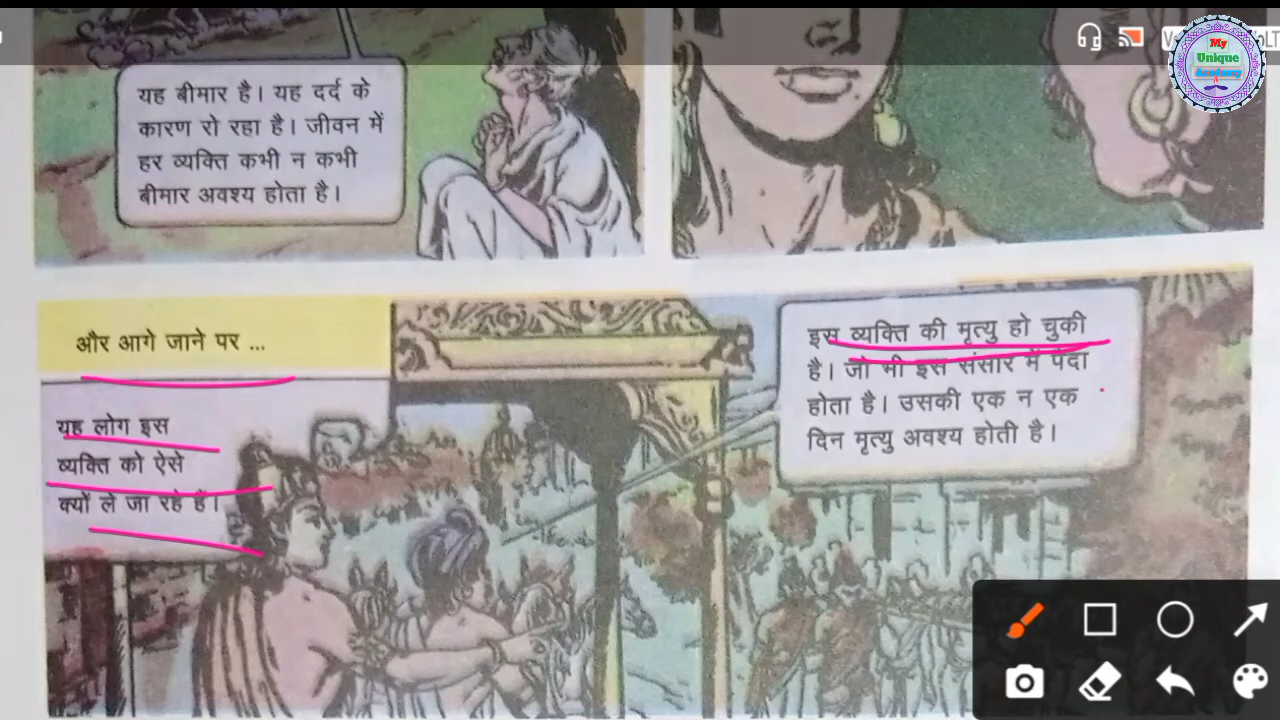 यह बीमार है। यह दर्द के
कारण रो रहा है। जीवन में
हर व्यक्ति कभी न कभी
बीमार अवश्य होता है।
और आगे जाने पर ...
यह लोग इस
व्यक्ति को ऐसे
क्यों ले जा रहे हैं।
इस व्यक्ति की मृत्यु हो चुकी
है। जो भी इस संसार में पैदा
होता है। उसकी एक न एक
दिन मृत्यु अवश्य होती है।
My
Unique
Academy